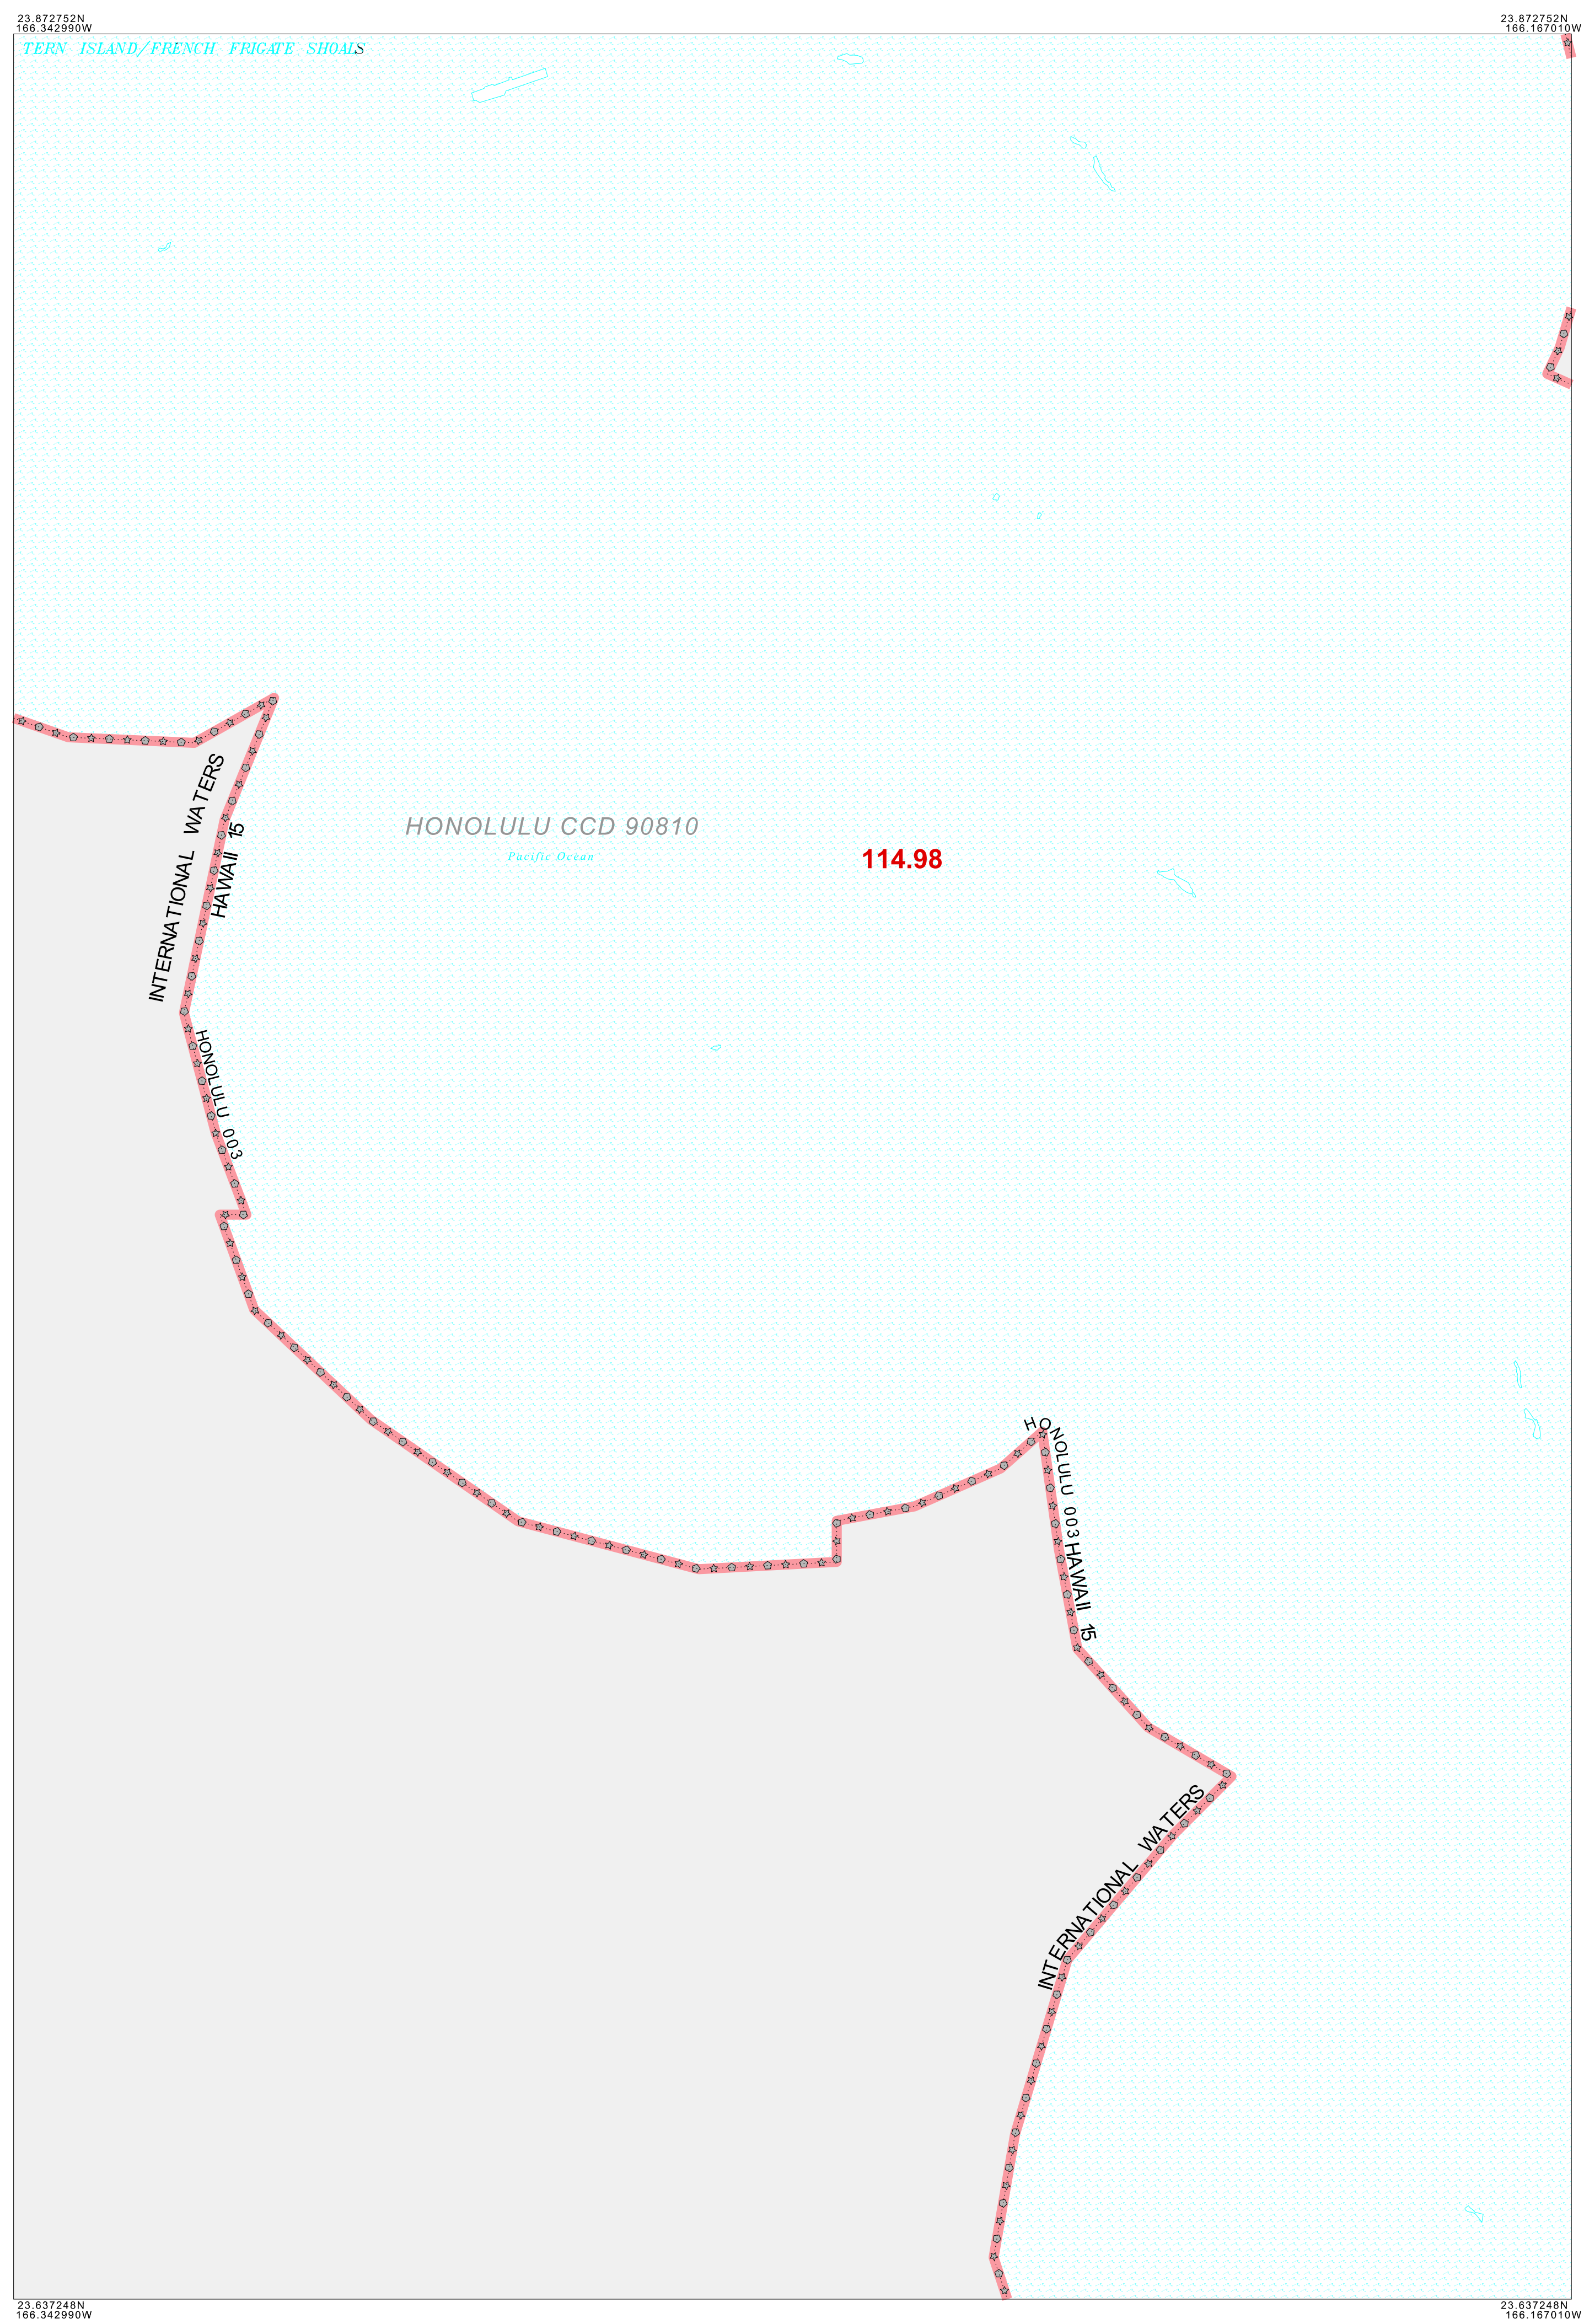 23.872752N
166.342990W
23.872752N
166.167010W
TERN ISLAND/FRENCH FRIGATE SHOALS
INTERNATIONAL WATERS
HAWAII 15
HONOLULU CCD 90810
Pacific Ocean
114.98
HONOLULU 003
HONOLULU 003
HAWAII 15
INTERNATIONAL WATERS
23.637248N
166.342990W
23.637248N
166.167010W